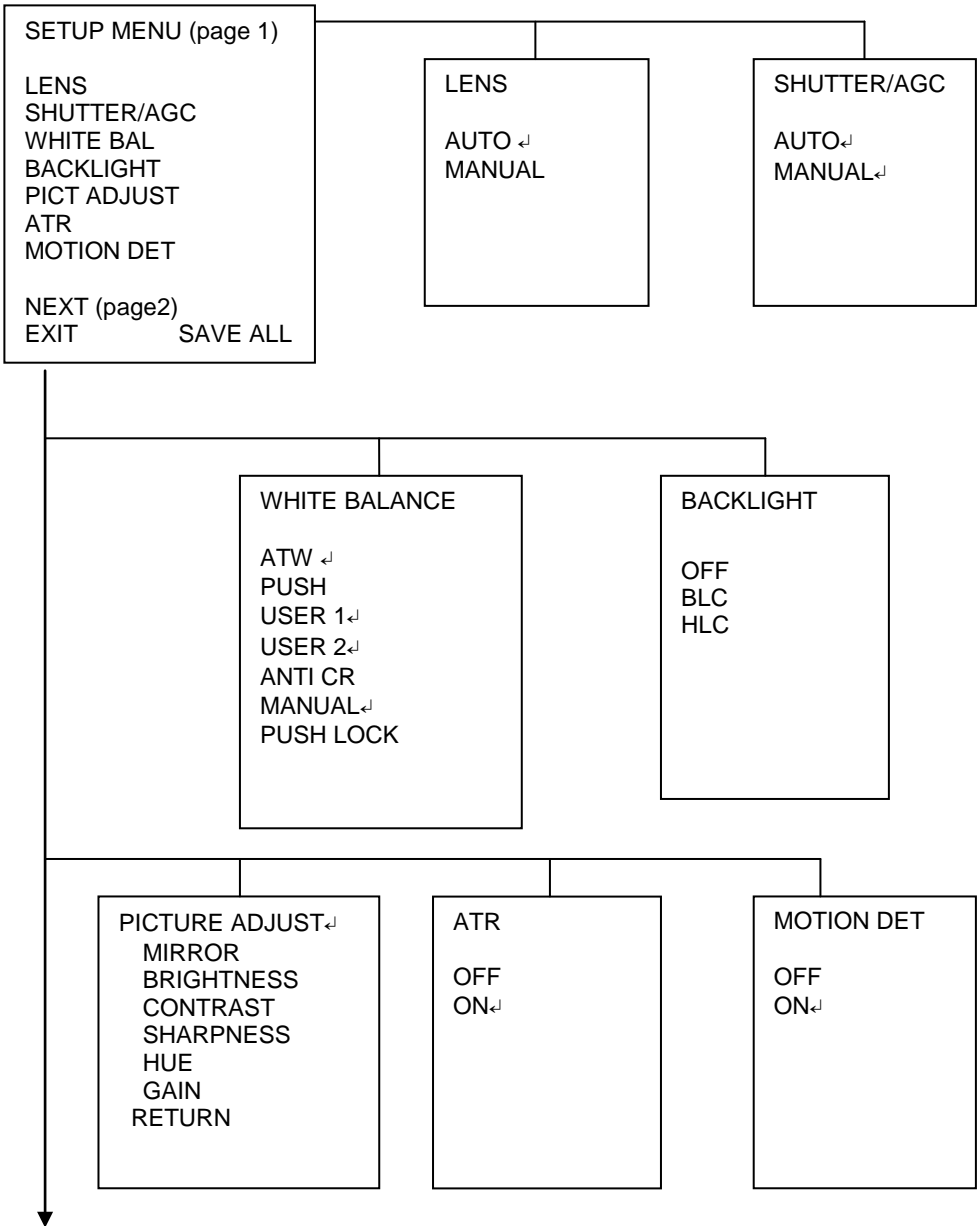 SETUP MENU (page 1)
LENS
SHUTTER/AGC
WHITE BAL
BACKLIGHT
PICT ADJUST
ATR
MOTION DET
NEXT (page2)
EXIT SAVE ALL
LENS
AUTO ↵
MANUAL
SHUTTER/AGC
AUTO↵
MANUAL↵
WHITE BALANCE
ATW ↵
PUSH
USER 1↵
USER 2↵
ANTI CR
MANUAL↵
PUSH LOCK
BACKLIGHT
OFF
BLC
HLC
PICTURE ADJUST↵
MIRROR
BRIGHTNESS
CONTRAST
SHARPNESS
HUE
GAIN
RETURN
ATR
OFF
ON↵
MOTION DET
OFF
ON↵